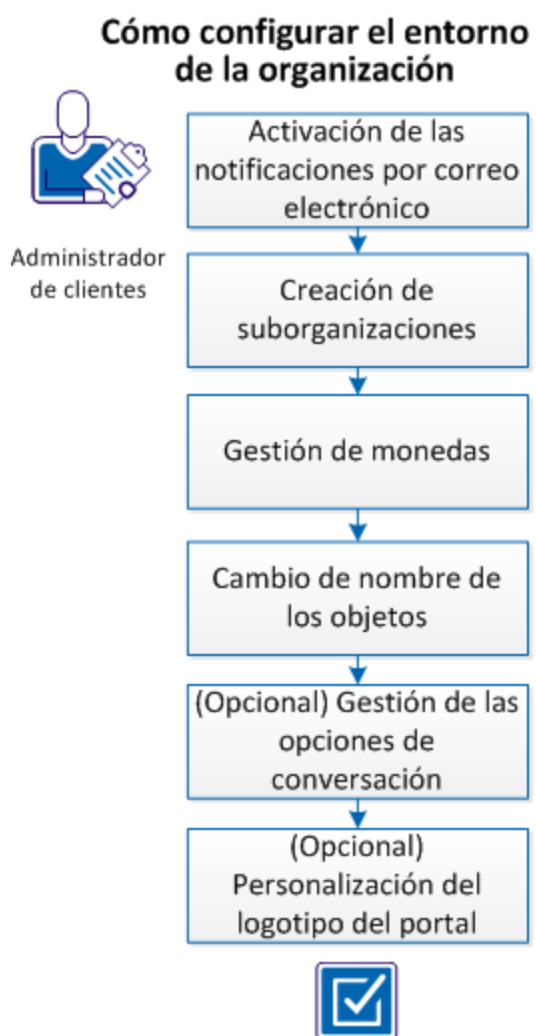 Cómo configurar el entorno
de la organización
Administrador
de clientes
Activación de las
notificaciones por correo
electrónico
Creación de
suborganizaciones
Gestión de monedas
Cambio de nombre de
los objetos
(Opcional) Gestión de las
opciones de
conversación
(Opcional)
Personalización del
logotipo del portal